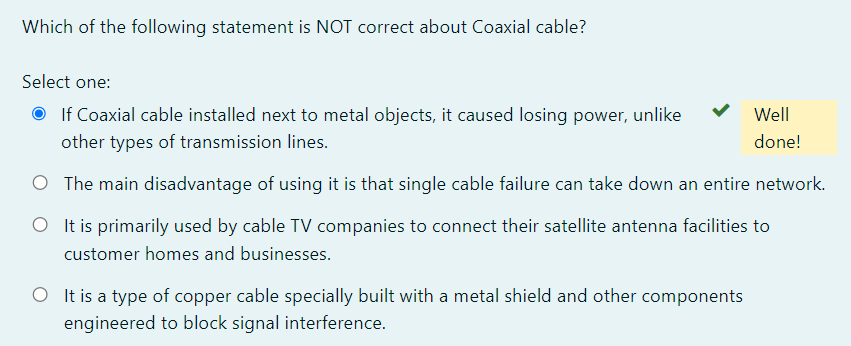 Which of the following statement is NOT correct about Coaxial cable?
Select one:
If Coaxial cable installed next to metal objects, it caused losing power, unlike
other types of transmission lines.
Well
done!
The main disadvantage of using it is that single cable failure can take down an entire network.
It is primarily used by cable TV companies to connect their satellite antenna facilities to
customer homes and businesses.
It is a type of copper cable specially built with a metal shield and other components
engineered to block signal interference.